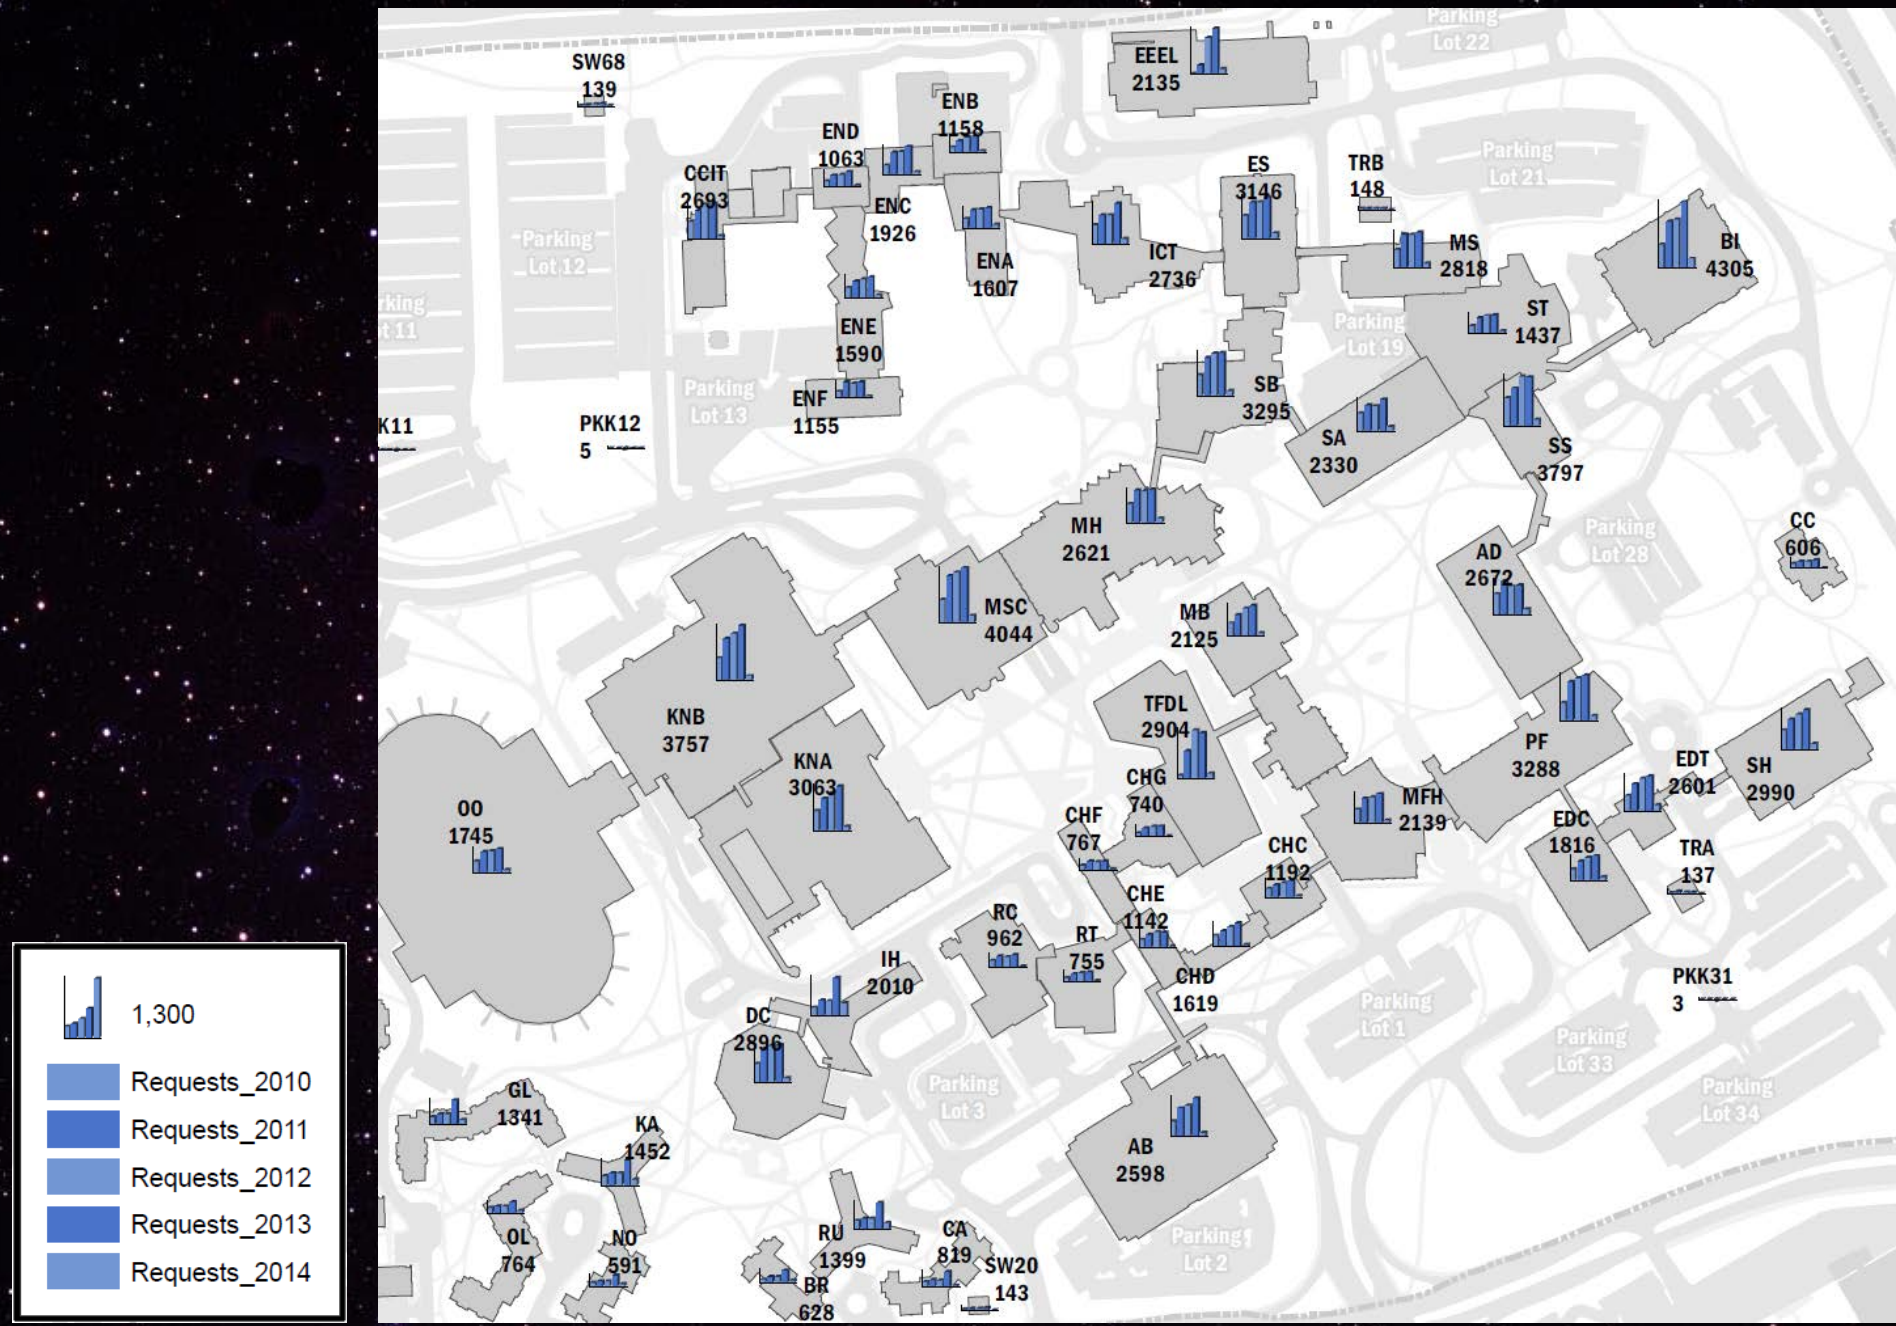 Parking
Lot 22
EEEL
2135
SW68
139
ENB
1158
END
1063
CCIT
2693
ENC
1926
ES
3146
TRB
148
Parking
Lot 21
Parking
Lot 12
ENA
1607
ICT
2736
MS
2818
BI
4305
rking
t 11
ENE
1590
ST
1437
Parking
Lot 19
Parking
Lot 13
ENF
1155
SB
3295
K11
PKK12
5
SA
2330
SS
3797
MH
2621
Parking
Lot 28
CC
606
AD
2672
MSC
4044
MB
2125
KNB
3757
TFDL
2904
PF
3288
KNA
3063
CHG
740
EDT
2601
SH
2990
OO
1745
CHF
767
MFH
2139
EDC
1816
CHC
1192
TRA
137
CHE
1142
RC
962
RT
755
IH
2010
CHD
1619
PKK31
3
DC
2896
Parking
Lot 1
Parking
Lot 33
Parking
Lot 3
Parking
Lot 34
GL
1341
KA
1452
AB
2598
OL
764
NO
591
RU
1399
CA
819
Parking
Lot 2
BR
628
SW20
143
1,300
Requests_2010
Requests_2011
Requests_2012
Requests_2013
Requests_2014